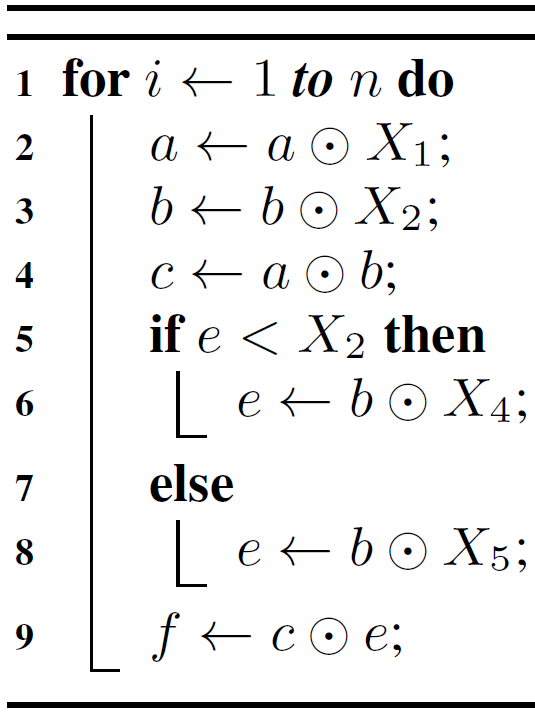 1 for i ← 1 to n do
2 a ← a ⊙ X₁;
3 b ← b ⊙ X₂;
4 c ← a ⊙ b;
5 if e < X₂ then
6 e ← b ⊙ X₄;
7 else
8 e ← b ⊙ X₅;
9 f ← c ⊙ e;